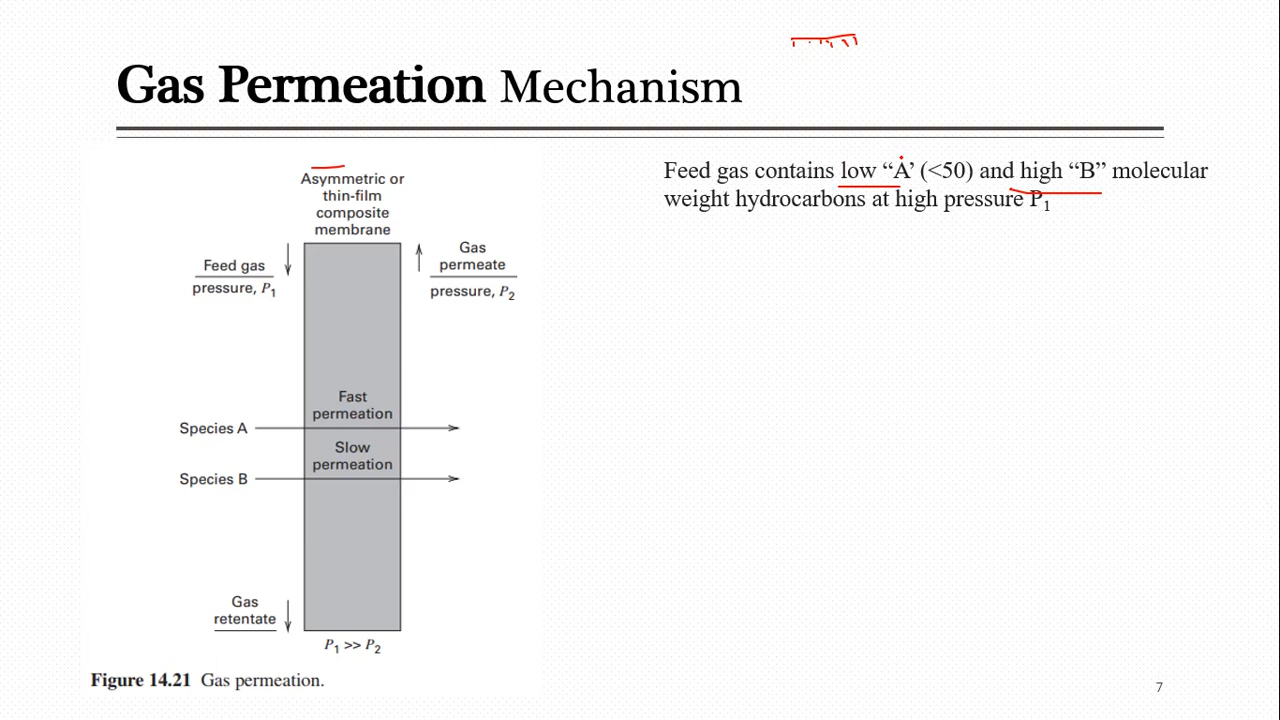 Gas Permeation Mechanism
Asymmetric or
thin-film
composite
membrane
Feed gas
pressure, P1
Gas
permeate
pressure, P2
Fast
permeation
Species A
Slow
permeation
Species B
Gas
retentate
P1 >> P2
Figure 14.21 Gas permeation.
Feed gas contains low “A’ (<50) and high “B” molecular
weight hydrocarbons at high pressure P1
7